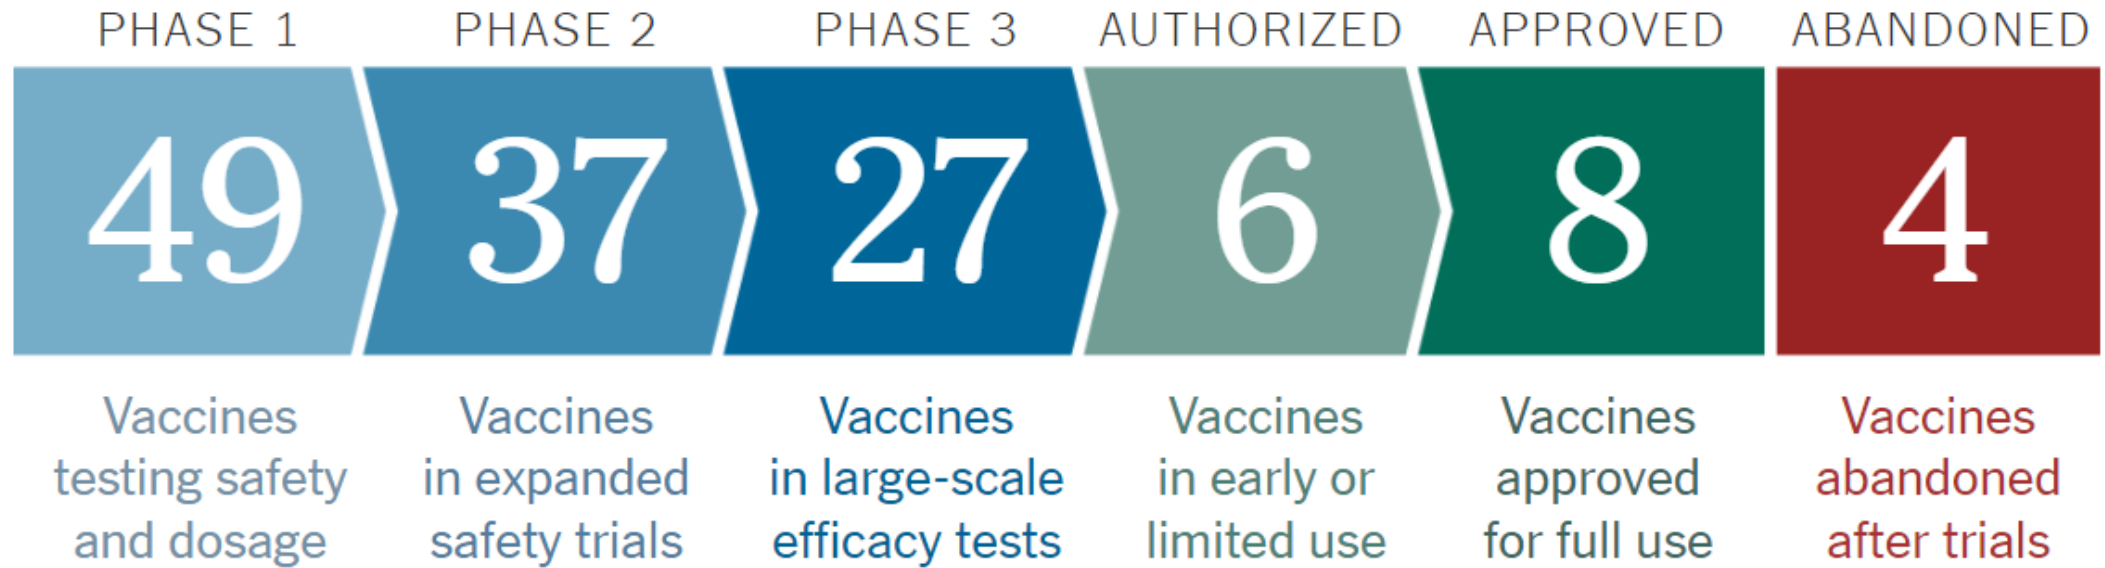 PHASE 1
PHASE 2
PHASE 3
AUTHORIZED
APPROVED
ABANDONED
49
37
27
6
8
4
Vaccines
testing safety
and dosage
Vaccines
in expanded
safety trials
Vaccines
in large-scale
efficacy tests
Vaccines
in early or
limited use
Vaccines
approved
for full use
Vaccines
abandoned
after trials